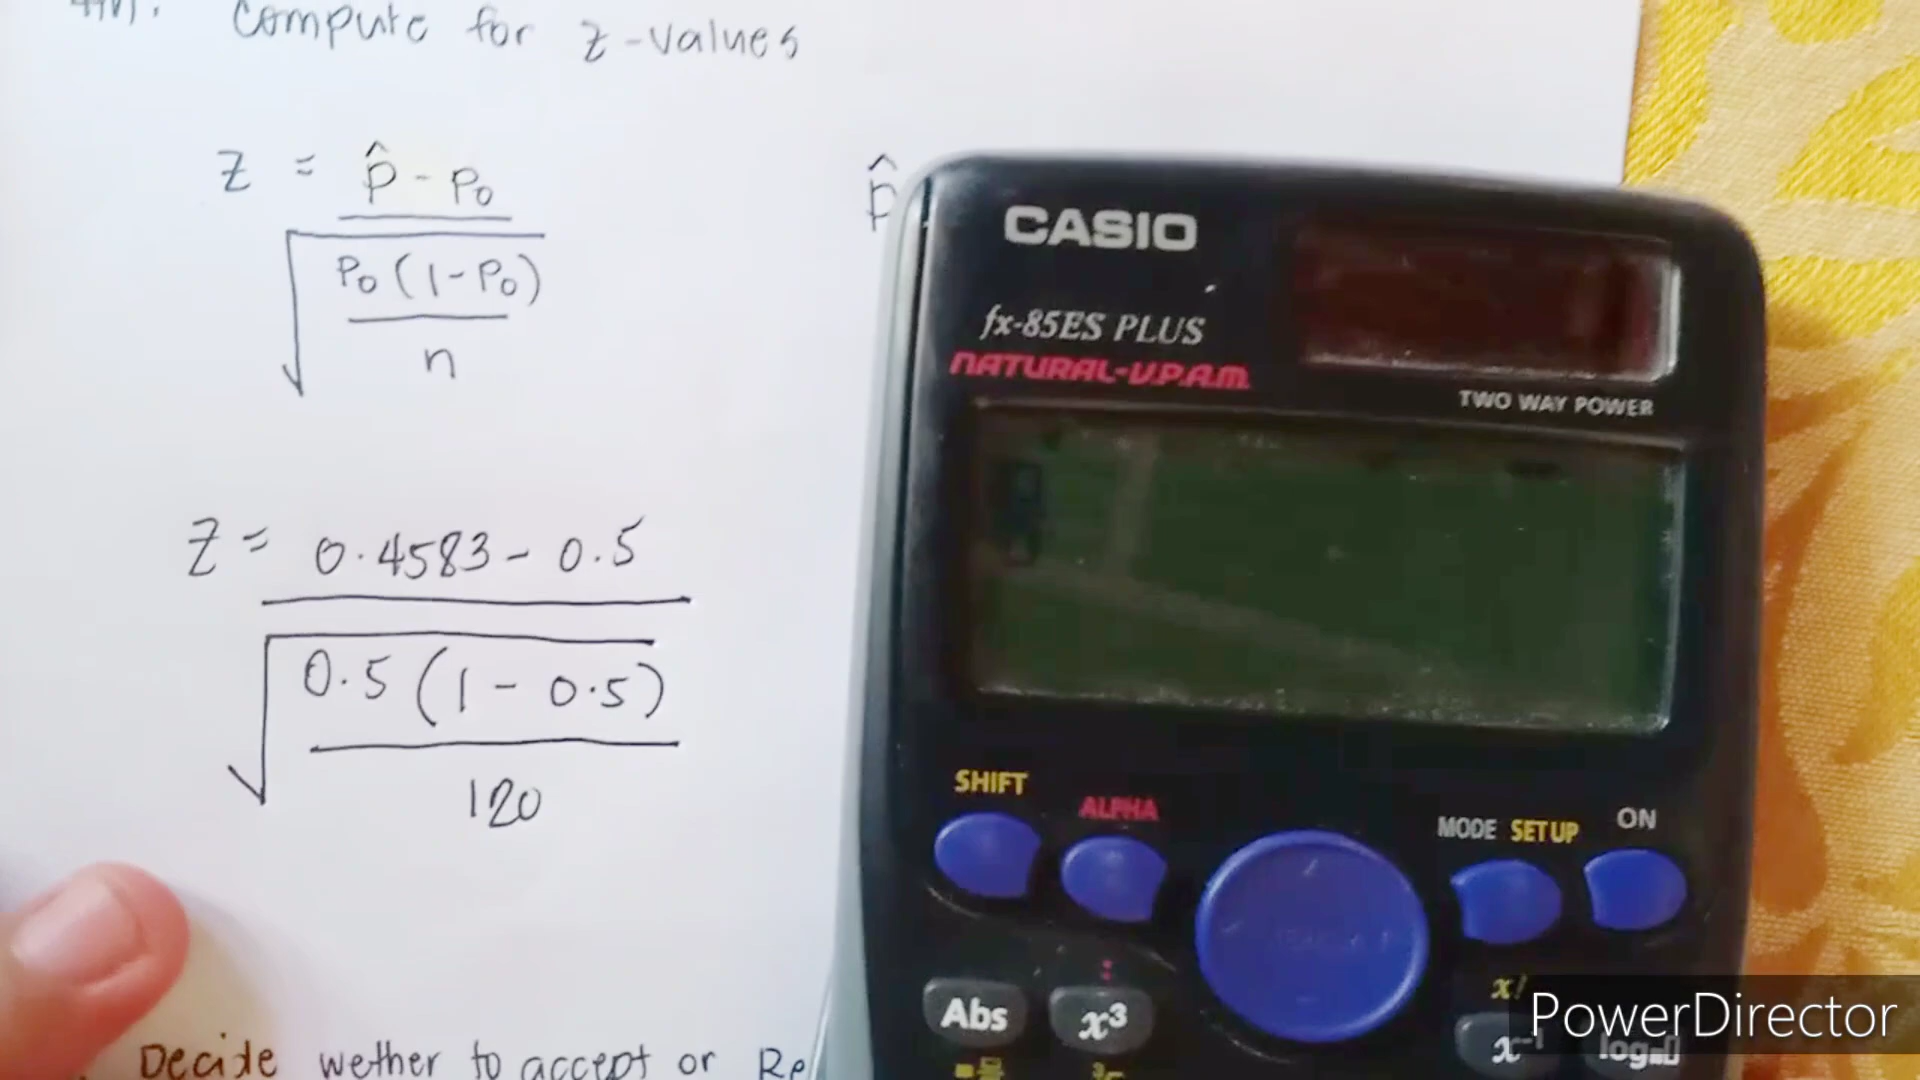 Compute for z-values
z = p̂ - p₀
p₀ (1 - p₀)
n
p̂
z = 0.4583 - 0.5
0.5 (1 - 0.5)
120
Decide wether to accept or Re
CASIO
fx-85ES PLUS
NATURAL-V.P.A.M.
TWO WAY POWER
SHIFT
ALPHA
MODE SETUP
ON
Abs
x³
x!
x⁻¹
PowerDirector